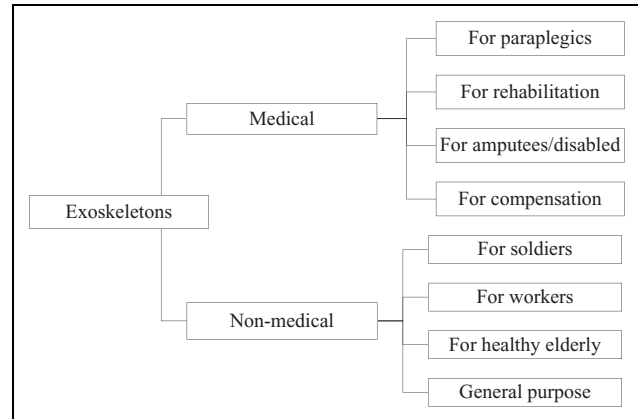 Exoskeletons
Medical
For paraplegics
For rehabilitation
For amputees/disabled
For compensation
Non-medical
For soldiers
For workers
For healthy elderly
General purpose